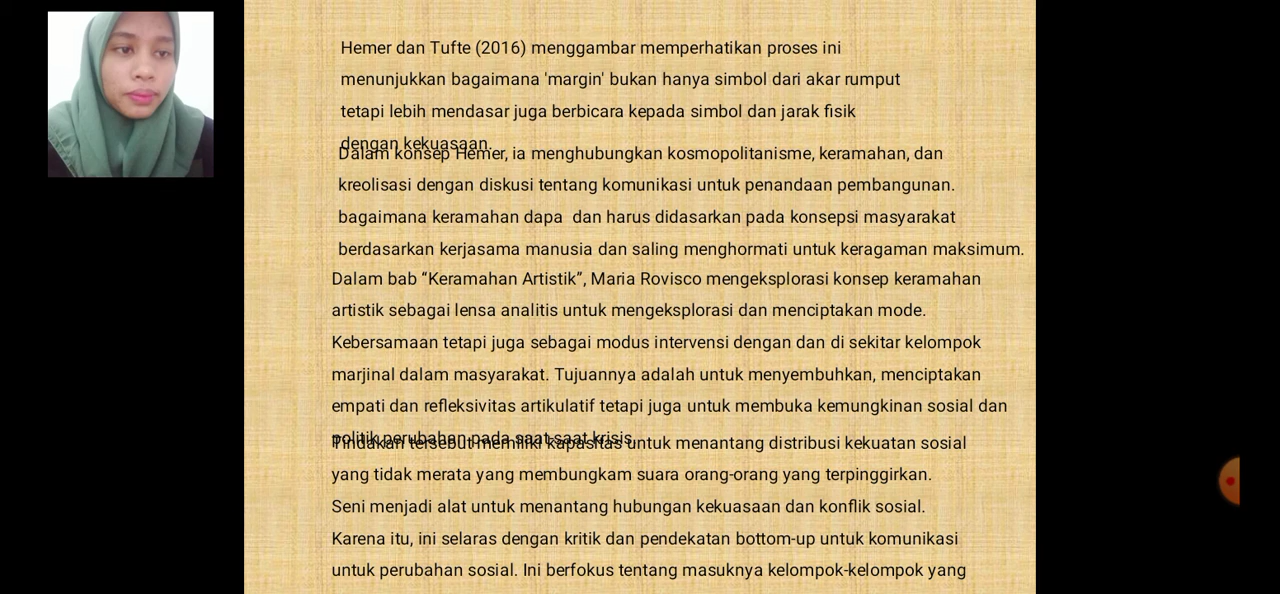 Hemer dan Tufte (2016) menggambar memperhatikan proses ini
menunjukkan bagaimana 'margin' bukan hanya simbol dari akar rumput
tetapi lebih mendasar juga berbicara kepada simbol dan jarak fisik
dengan kekuasaan.
Dalam konsep Hemer, ia menghubungkan kosmopolitanisme, keramahan, dan
kreolisasi dengan diskusi tentang komunikasi untuk penandaan pembangunan.
bagaimana keramahan dapa  dan harus didasarkan pada konsepsi masyarakat
berdasarkan kerjasama manusia dan saling menghormati untuk keragaman maksimum.
Dalam bab “Keramahan Artistik”, Maria Rovisco mengeksplorasi konsep keramahan
artistik sebagai lensa analitis untuk mengeksplorasi dan menciptakan mode.
Kebersamaan tetapi juga sebagai modus intervensi dengan dan di sekitar kelompok
marjinal dalam masyarakat. Tujuannya adalah untuk menyembuhkan, menciptakan
empati dan refleksivitas artikulatif tetapi juga untuk membuka kemungkinan sosial dan
politik perubahan pada saat-saat krisis.
Tindakan tersebut memiliki kapasitas untuk menantang distribusi kekuatan sosial
yang tidak merata yang membungkam suara orang-orang yang terpinggirkan.
Seni menjadi alat untuk menantang hubungan kekuasaan dan konflik sosial.
Karena itu, ini selaras dengan kritik dan pendekatan bottom-up untuk komunikasi
untuk perubahan sosial. Ini berfokus tentang masuknya kelompok-kelompok yang